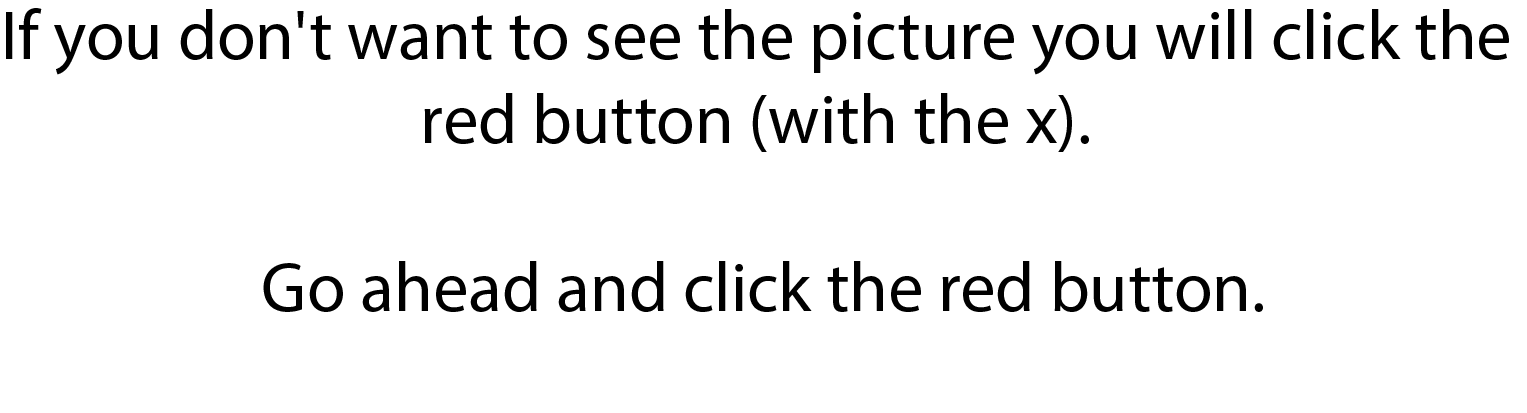 If you don't want to see the picture you will click the
red button (with the x).
Go ahead and click the red button.